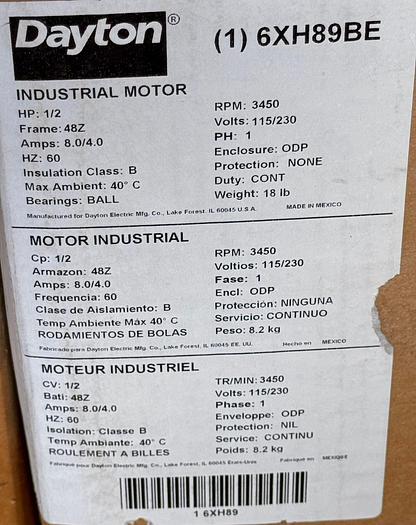 Dayton® (1) 6XH89BE
INDUSTRIAL MOTOR
HP: 1/2 RPM: 3450
Frame: 48Z Volts: 115/230
Amps: 8.0/4.0 PH: 1
HZ: 60 Enclosure: ODP
Insulation Class: B Protection: NONE
Max Ambient: 40° C Duty: CONT
Bearings: BALL Weight: 18 lb
Manufactured for Dayton Electric Mfg. Co., Lake Forest. IL 60045 U.S.A. MADE IN MEXICO
MOTOR INDUSTRIAL
Cp: 1/2 RPM: 3450
Armazon: 48Z Voltios: 115/230
Amps: 8.0/4.0 Fase: 1
Frequencia: 60 Encl: ODP
Clase de Aislamiento: B Protección: NINGUNA
Temp Ambiente Máx 40° C Servicio: CONTINUO
RODAMIENTOS DE BOLAS Peso: 8.2 kg
Fabricado para Dayton Electric Mfg. Co., Lake Forest, IL 60045 EE. UU. Hecho en MEXICO
MOTEUR INDUSTRIEL
CV: 1/2 TR/MIN: 3450
Bati: 48Z Volts: 115/230
Amps: 8.0/4.0 Phase: 1
HZ: 60 Enveloppe: ODP
Isolation: Classe B Protection: NIL
Temp Ambiante: 40° C Service: CONTINU
ROULEMENT A BILLES Poids: 8.2 kg
Fabriqué pour Dayton Electric Mfg. Co., Lake Forest, IL 60045 États-Unis Fabriqué en MEXIQUE
1 6XH89